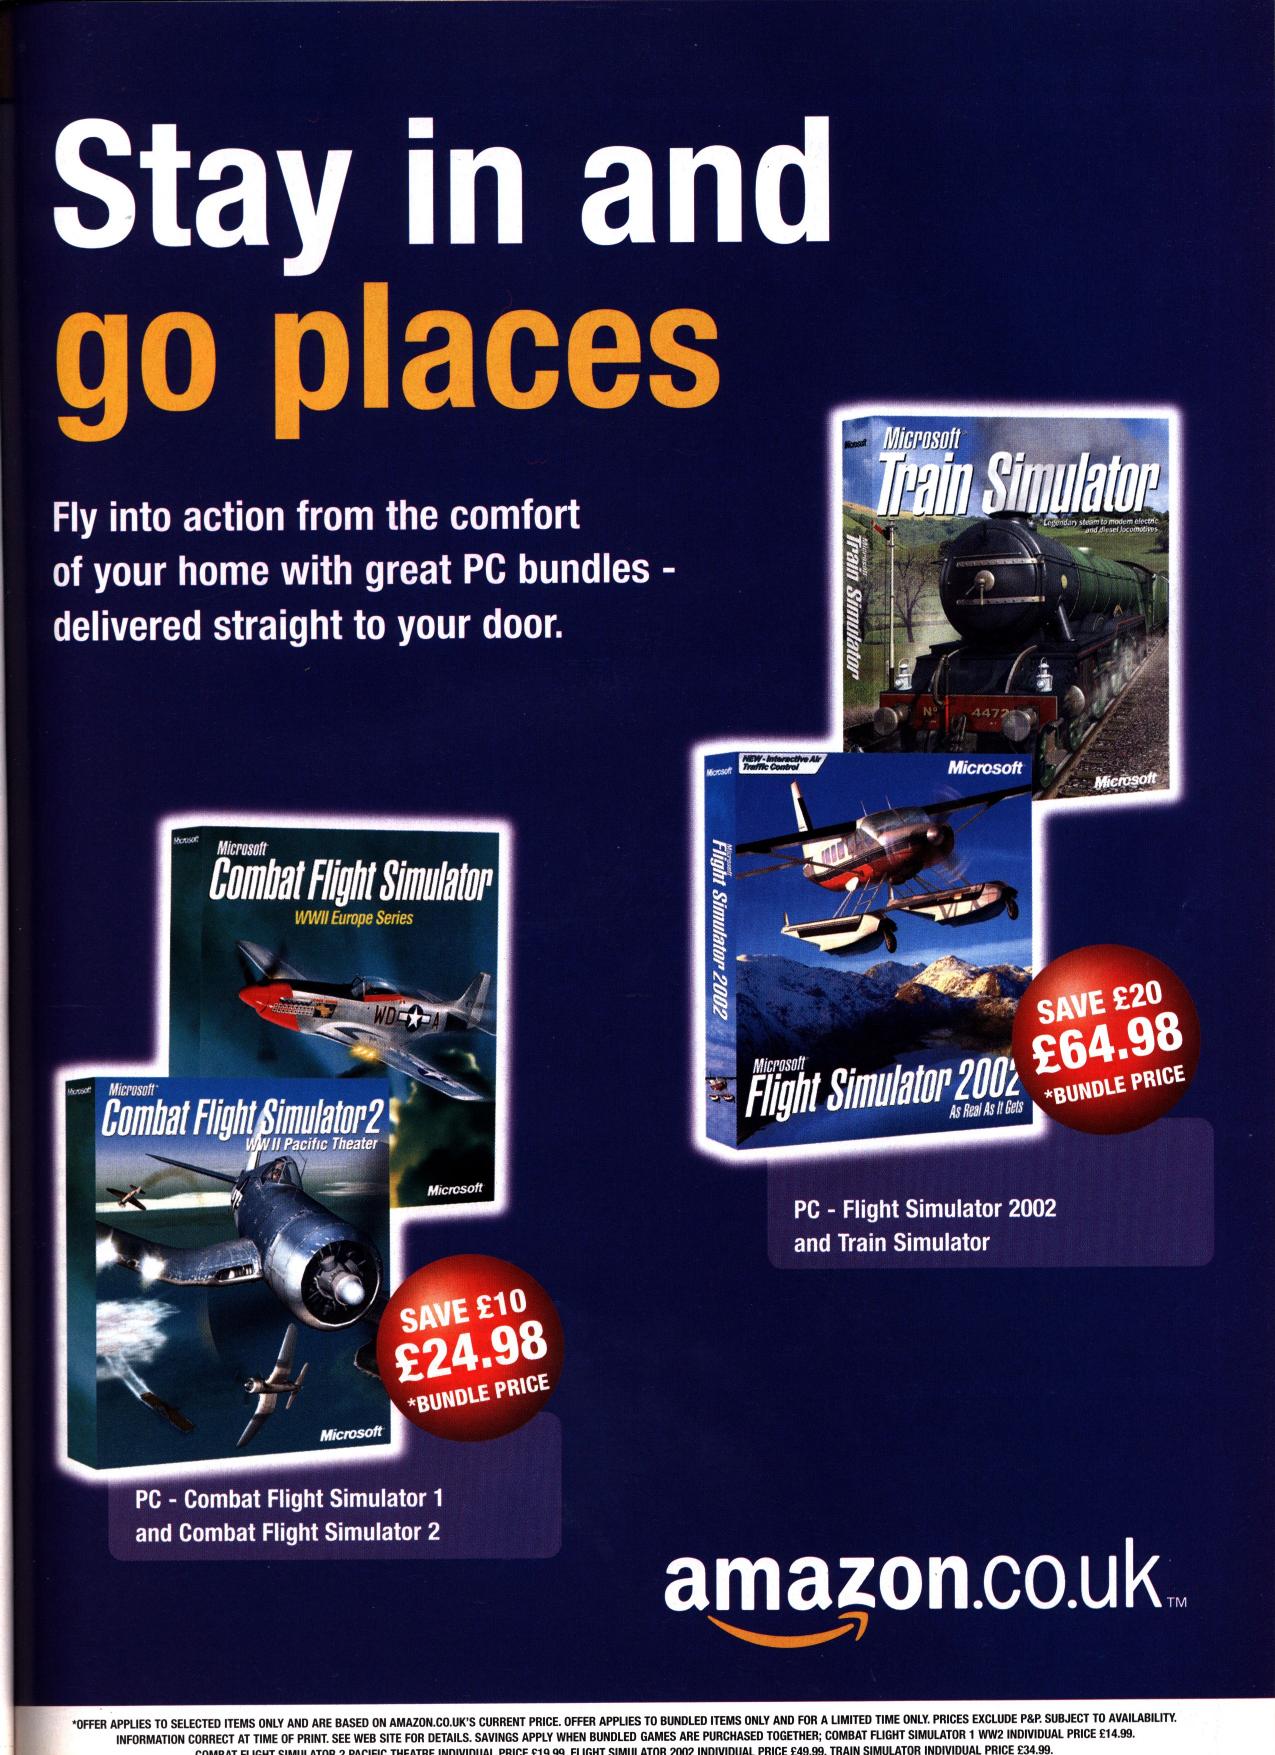 Stay in and
go places
Fly into action from the comfort
of your home with great PC bundles -
delivered straight to your door.
Microsoft
Microsoft
Train Simulator
Legendary steam to modern electric
and diesel locomotives
Microsoft
Train Simulator
Nº 4472
Microsoft
Microsoft
NEW - Interactive Air
Traffic Control
Microsoft
Microsoft
Flight Simulator 2002
Microsoft
Flight Simulator 2002
As Real As It Gets
SAVE £20
£64.98
*BUNDLE PRICE
PC - Flight Simulator 2002
and Train Simulator
Microsoft
Microsoft
Combat Flight Simulator
WWII Europe Series
WD A
Microsoft
Microsoft
Microsoft
Combat Flight Simulator 2
WWII Pacific Theater
Microsoft
SAVE £10
£24.98
*BUNDLE PRICE
PC - Combat Flight Simulator 1
and Combat Flight Simulator 2
amazon.co.uk™
*OFFER APPLIES TO SELECTED ITEMS ONLY AND ARE BASED ON AMAZON.CO.UK'S CURRENT PRICE. OFFER APPLIES TO BUNDLED ITEMS ONLY AND FOR A LIMITED TIME ONLY. PRICES EXCLUDE P&P. SUBJECT TO AVAILABILITY.
INFORMATION CORRECT AT TIME OF PRINT. SEE WEB SITE FOR DETAILS. SAVINGS APPLY WHEN BUNDLED GAMES ARE PURCHASED TOGETHER; COMBAT FLIGHT SIMULATOR 1 WW2 INDIVIDUAL PRICE £14.99.
COMBAT FLIGHT SIMULATOR 2 PACIFIC THEATRE INDIVIDUAL PRICE £19.99. FLIGHT SIMULATOR 2002 INDIVIDUAL PRICE £49.99. TRAIN SIMULATOR INDIVIDUAL PRICE £34.99.